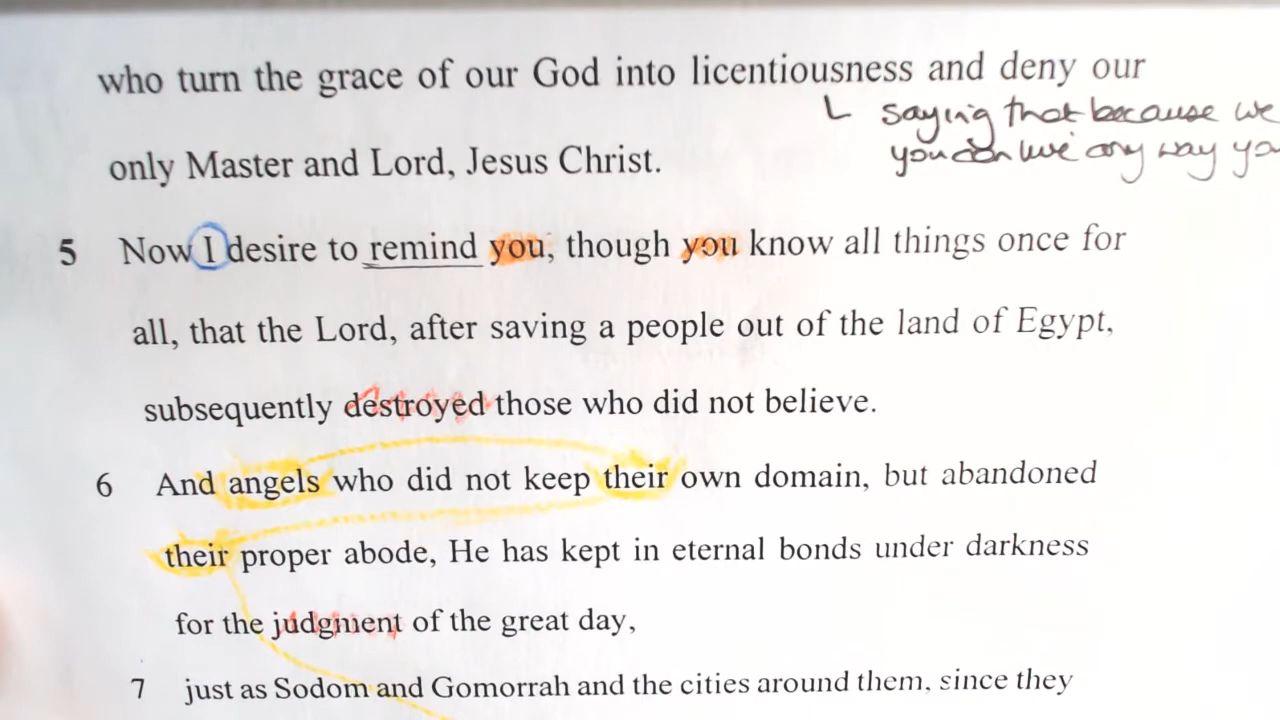 who turn the grace of our God into licentiousness and deny our
L saying that because we
only Master and Lord, Jesus Christ.
you can live any way you
5 Now I desire to remind you, though you know all things once for
all, that the Lord, after saving a people out of the land of Egypt,
subsequently destroyed those who did not believe.
6 And angels who did not keep their own domain, but abandoned
their proper abode, He has kept in eternal bonds under darkness
for the judgment of the great day,
7 just as Sodom and Gomorrah and the cities around them, since they